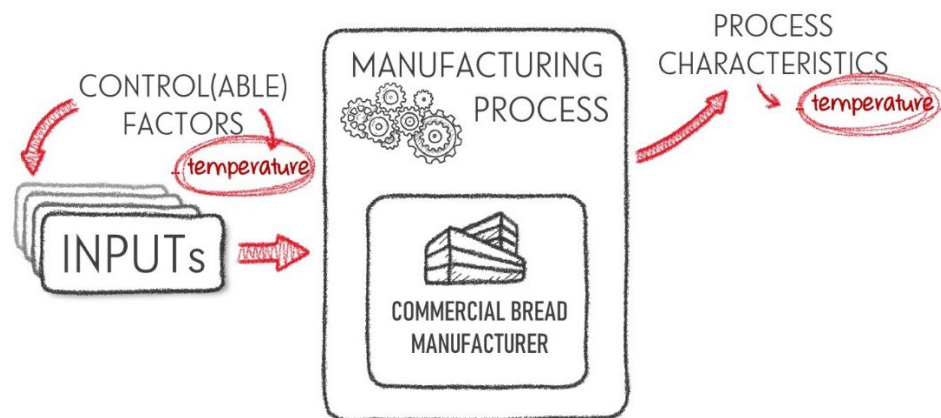 CONTROL(ABLE)
FACTORS
... temperature
INPUTs
MANUFACTURING
PROCESS
COMMERCIAL BREAD
MANUFACTURER
PROCESS
CHARACTERISTICS
... temperature